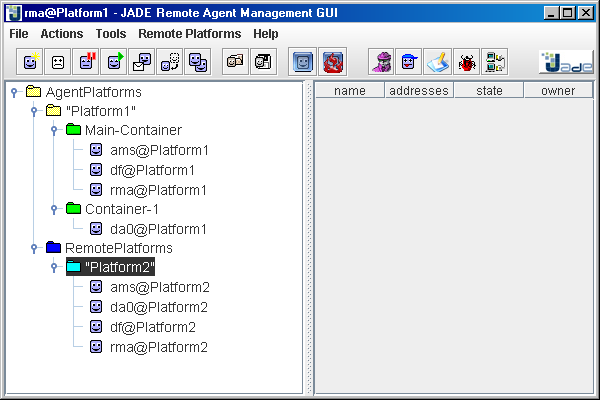 rma@Platform1 - JADE Remote Agent Management GUI
File Actions Tools Remote Platforms Help
Jade
AgentPlatforms
"Platform1"
Main-Container
ams@Platform1
df@Platform1
rma@Platform1
Container-1
da0@Platform1
RemotePlatforms
"Platform2"
ams@Platform2
da0@Platform2
df@Platform2
rma@Platform2
name addresses state owner